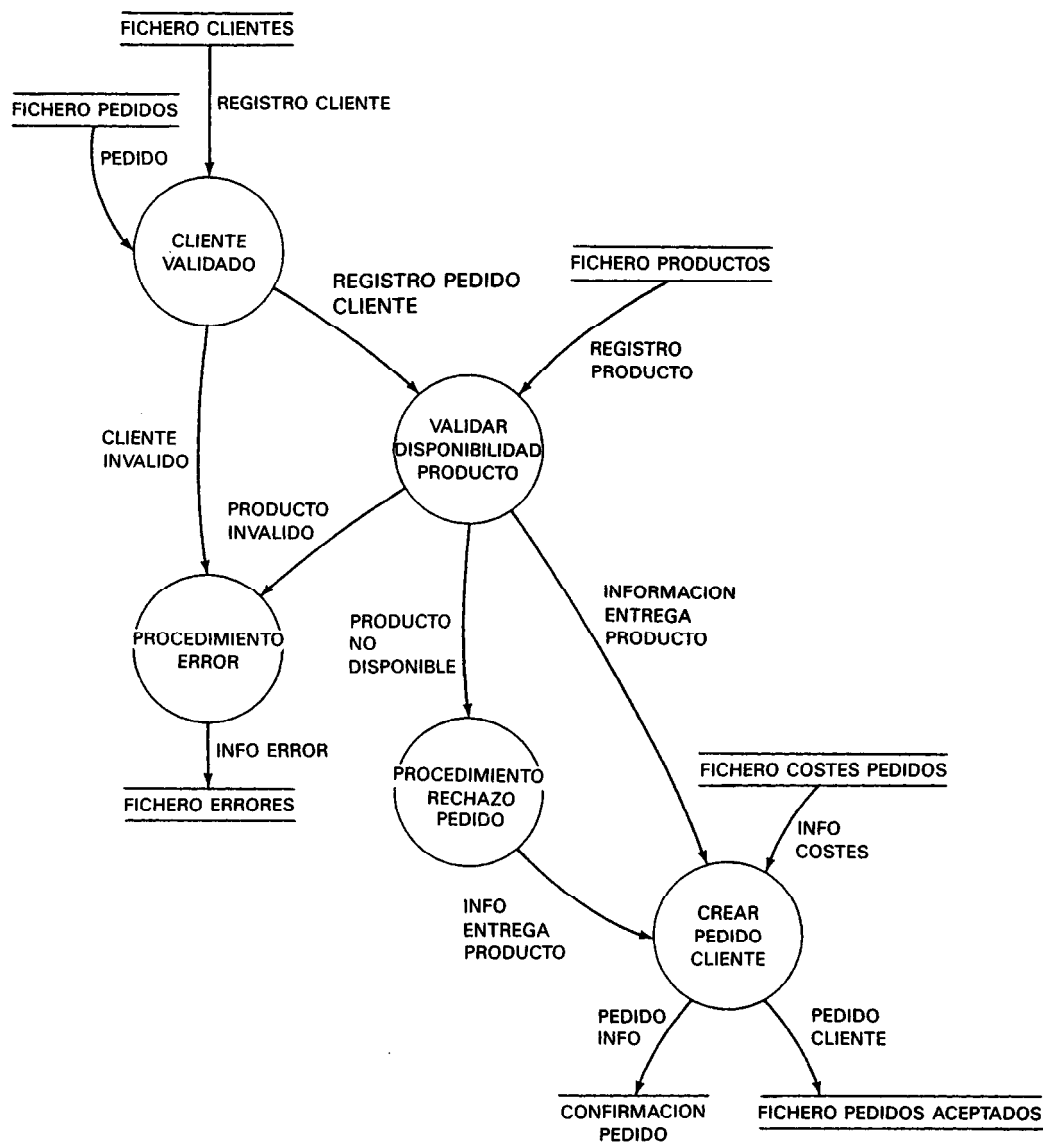 FICHERO CLIENTES
REGISTRO CLIENTE
FICHERO PEDIDOS
PEDIDO
CLIENTE
VALIDADO
REGISTRO PEDIDO
CLIENTE
FICHERO PRODUCTOS
REGISTRO
PRODUCTO
VALIDAR
DISPONIBILIDAD
PRODUCTO
CLIENTE
INVALIDO
PRODUCTO
INVALIDO
INFORMACION
ENTREGA
PRODUCTO
PRODUCTO
NO
DISPONIBLE
PROCEDIMIENTO
ERROR
INFO ERROR
FICHERO ERRORES
PROCEDIMIENTO
RECHAZO
PEDIDO
FICHERO COSTES PEDIDOS
INFO
COSTES
INFO
ENTREGA
PRODUCTO
CREAR
PEDIDO
CLIENTE
PEDIDO
INFO
PEDIDO
CLIENTE
CONFIRMACION
PEDIDO
FICHERO PEDIDOS ACEPTADOS